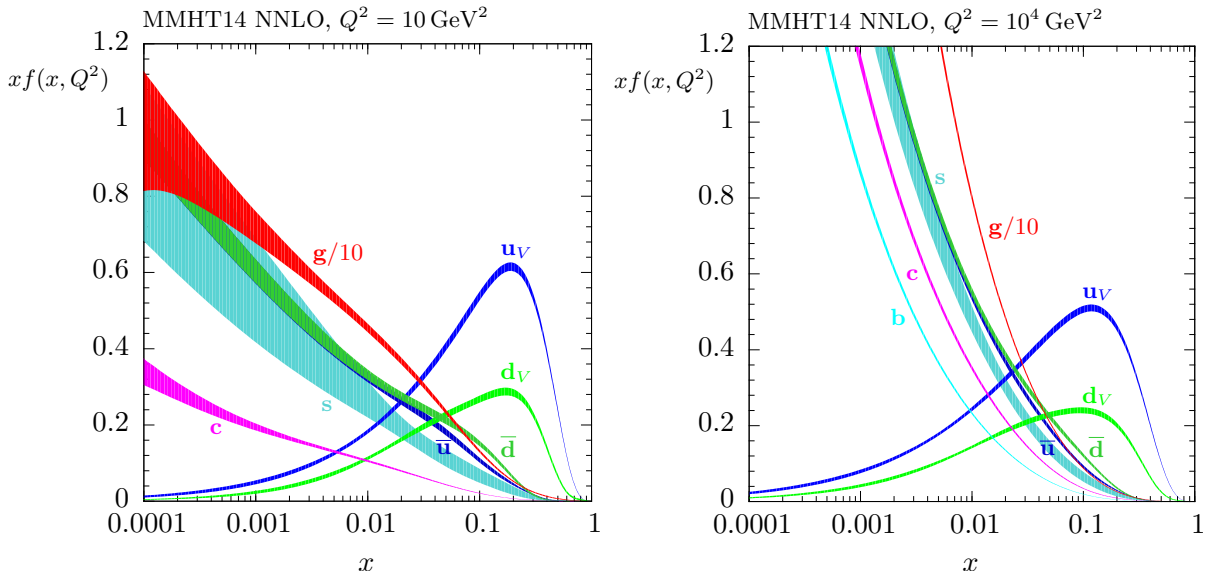 MMHT14 NNLO, Q² = 10 GeV²
xf(x, Q²)
1.2
1
0.8
0.6
0.4
0.2
0
g/10
u_V
d_V
s
c
u̅
d̅
0.0001
0.001
0.01
0.1
1
x
MMHT14 NNLO, Q² = 10⁴ GeV²
xf(x, Q²)
1.2
1
0.8
0.6
0.4
0.2
0
s
g/10
c
b
u_V
d_V
u̅
d̅
0.0001
0.001
0.01
0.1
1
x